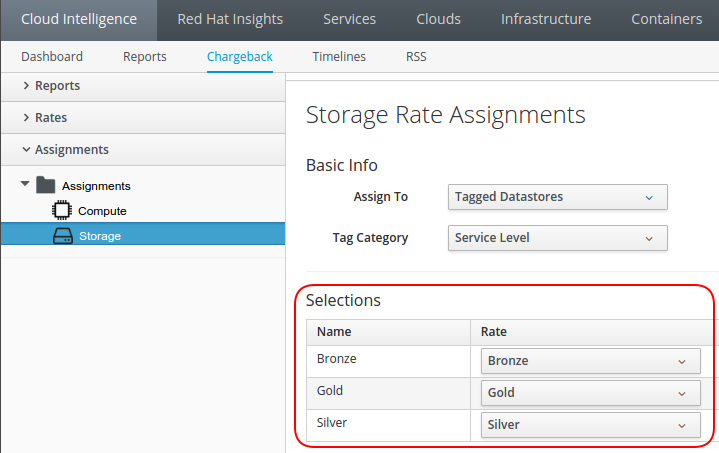 Cloud Intelligence Red Hat Insights Services Clouds Infrastructure Containers
Dashboard Reports Chargeback Timelines RSS
Reports
Rates
Assignments
Assignments
Compute
Storage
Storage Rate Assignments
Basic Info
Assign To Tagged Datastores
Tag Category Service Level
Selections
Name Rate
Bronze Bronze
Gold Gold
Silver Silver